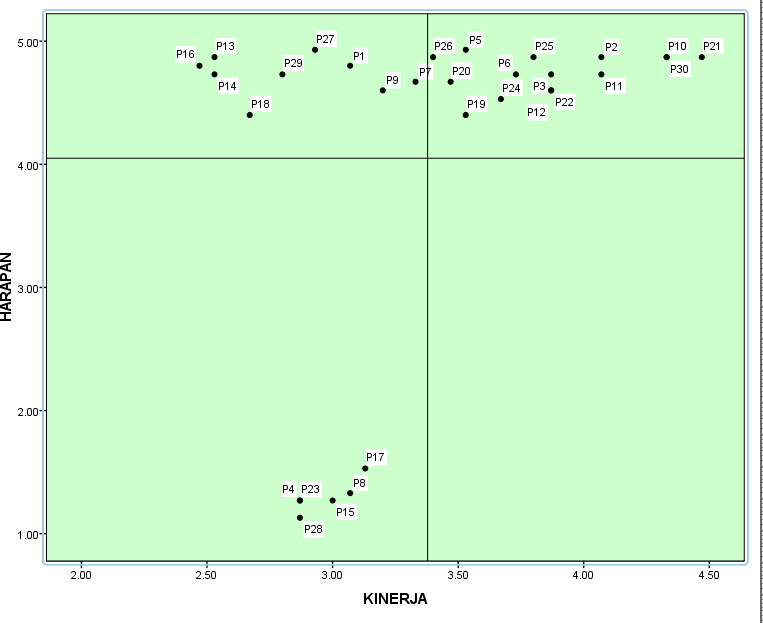 5.00
4.00
3.00
2.00
1.00
HARAPAN
P16
P13
P14
P29
P27
P1
P18
P9
P7
P26
P5
P20
P19
P6
P25
P24
P3
P12
P22
P2
P11
P10
P30
P21
P17
P8
P4
P23
P15
P28
2.00
2.50
3.00
3.50
4.00
4.50
KINERJA